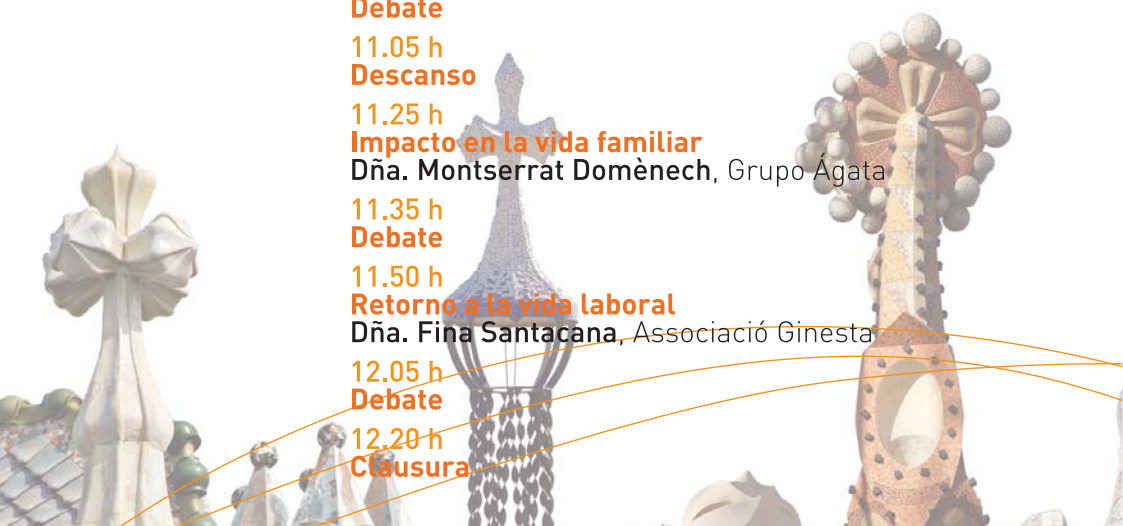 Debate
11.05 h
Descanso
11.25 h
Impacto en la vida familiar
Dña. Montserrat Domènech, Grupo Ágata
11.35 h
Debate
11.50 h
Retorno a la vida laboral
Dña. Fina Santacana, Associació Ginesta
12.05 h
Debate
12.20 h
Clausura